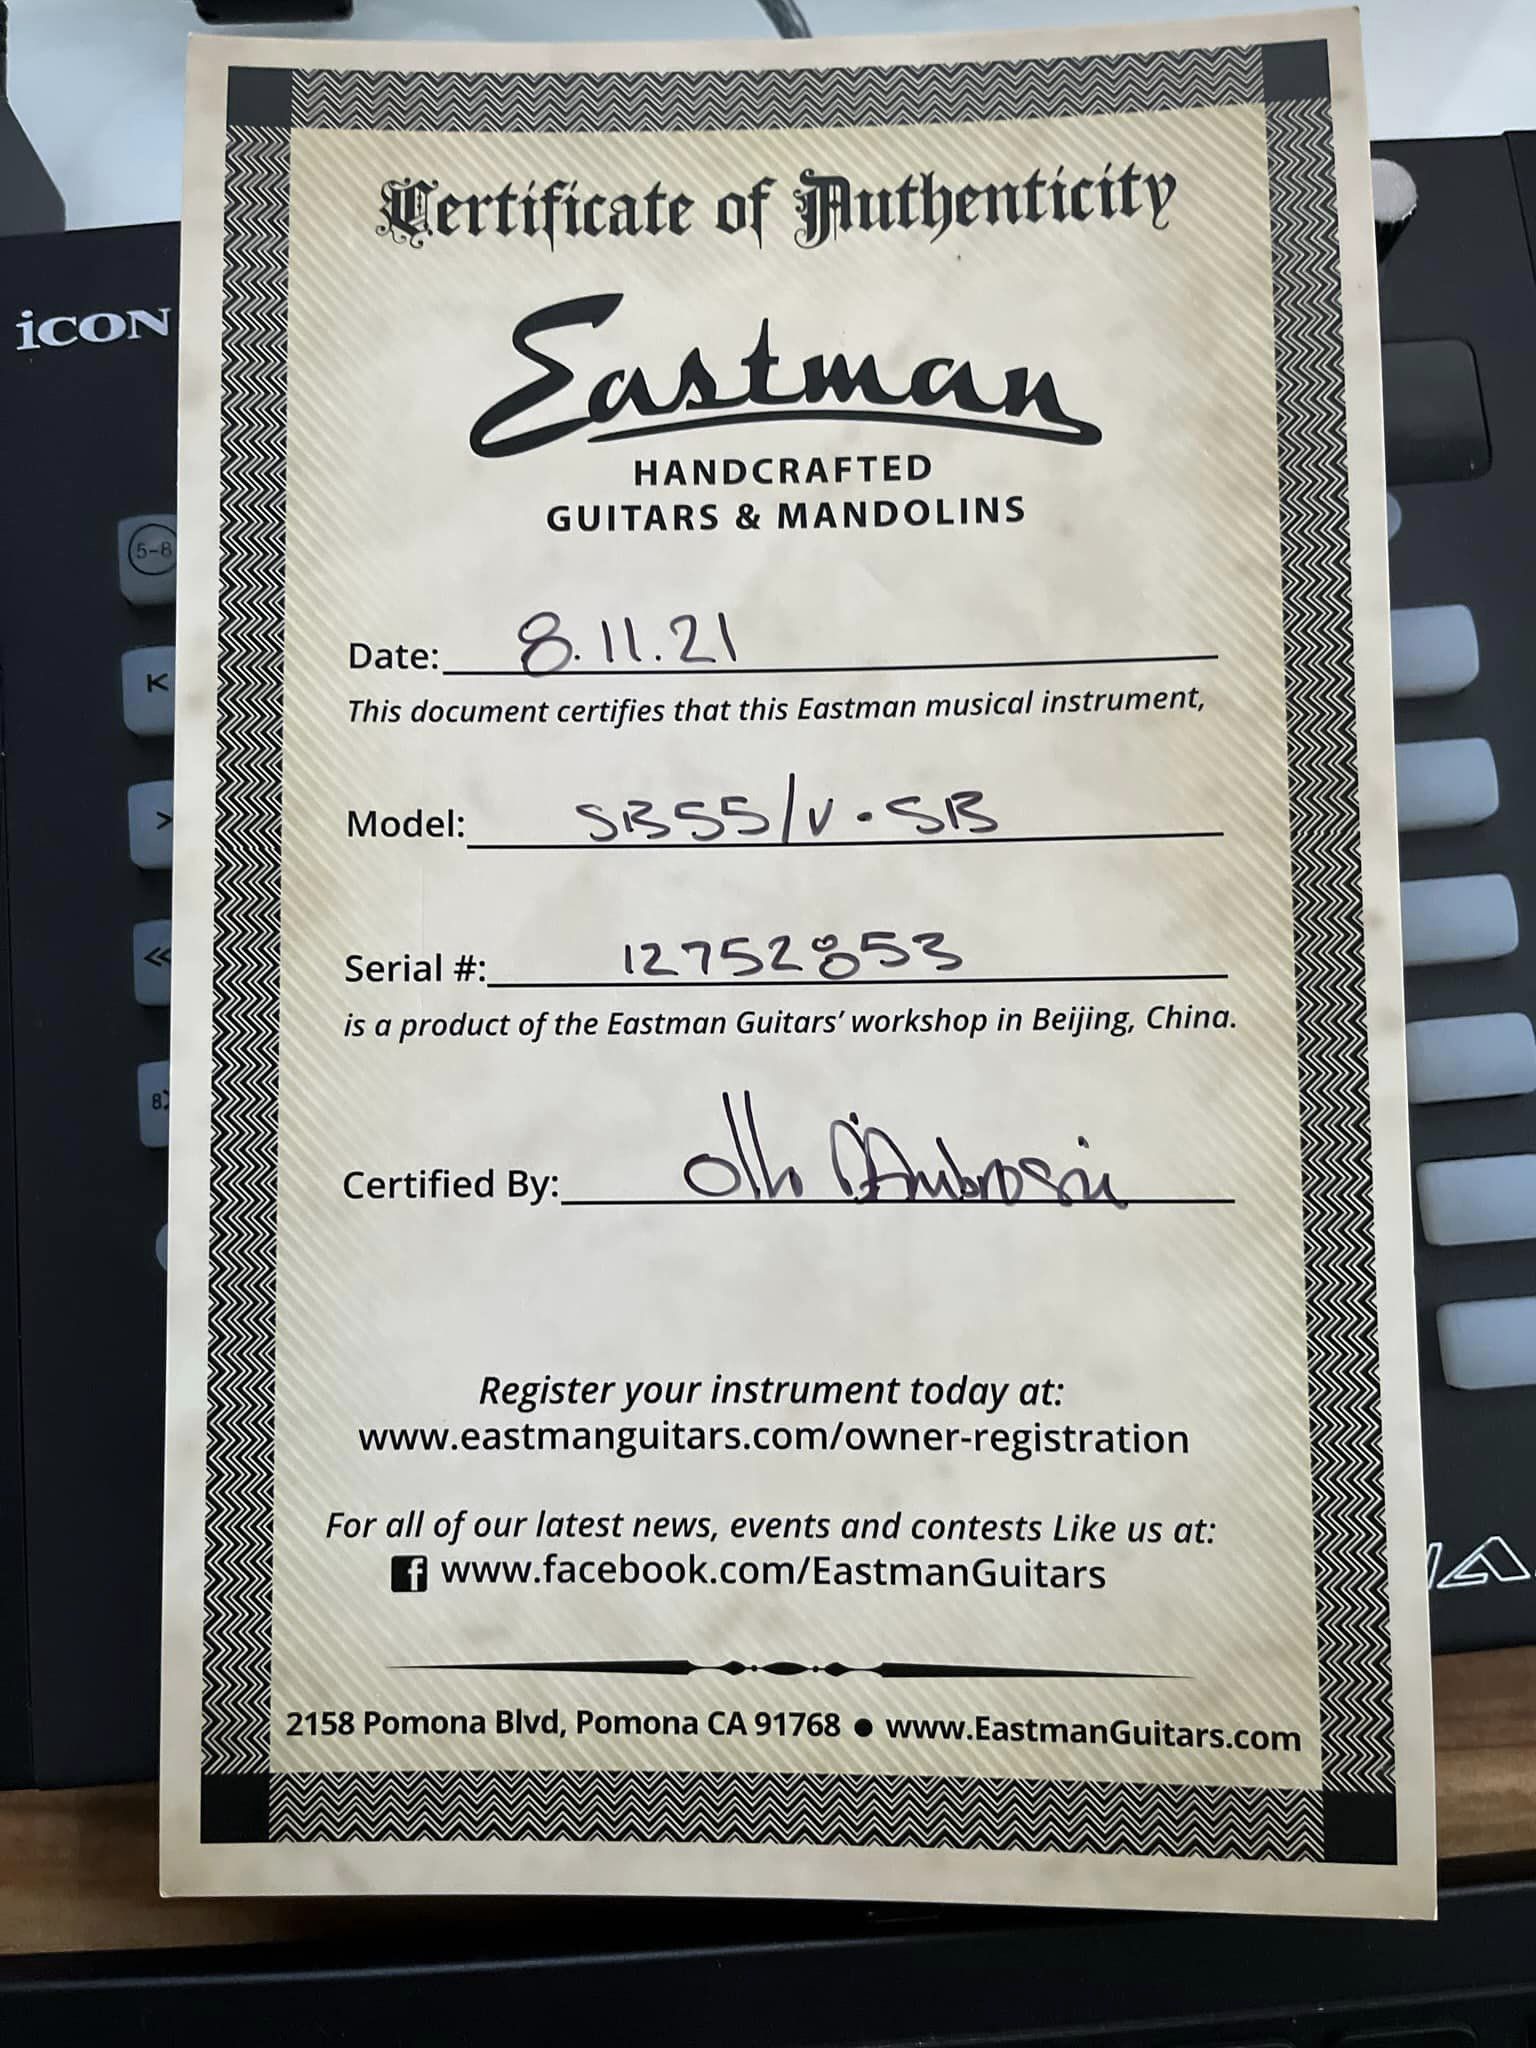 Certificate of Authenticity
iCON
Eastman
HANDCRAFTED
GUITARS & MANDOLINS
5-8
Date: 8.11.21
K
This document certifies that this Eastman musical instrument,
>
Model: SB55/v-SB
<<
Serial #: 12752853
is a product of the Eastman Guitars' workshop in Beijing, China.
8
Certified By:
Register your instrument today at:
www.eastmanguitars.com/owner-registration
For all of our latest news, events and contests Like us at:
f www.facebook.com/EastmanGuitars
2158 Pomona Blvd, Pomona CA 91768 ● www.EastmanGuitars.com